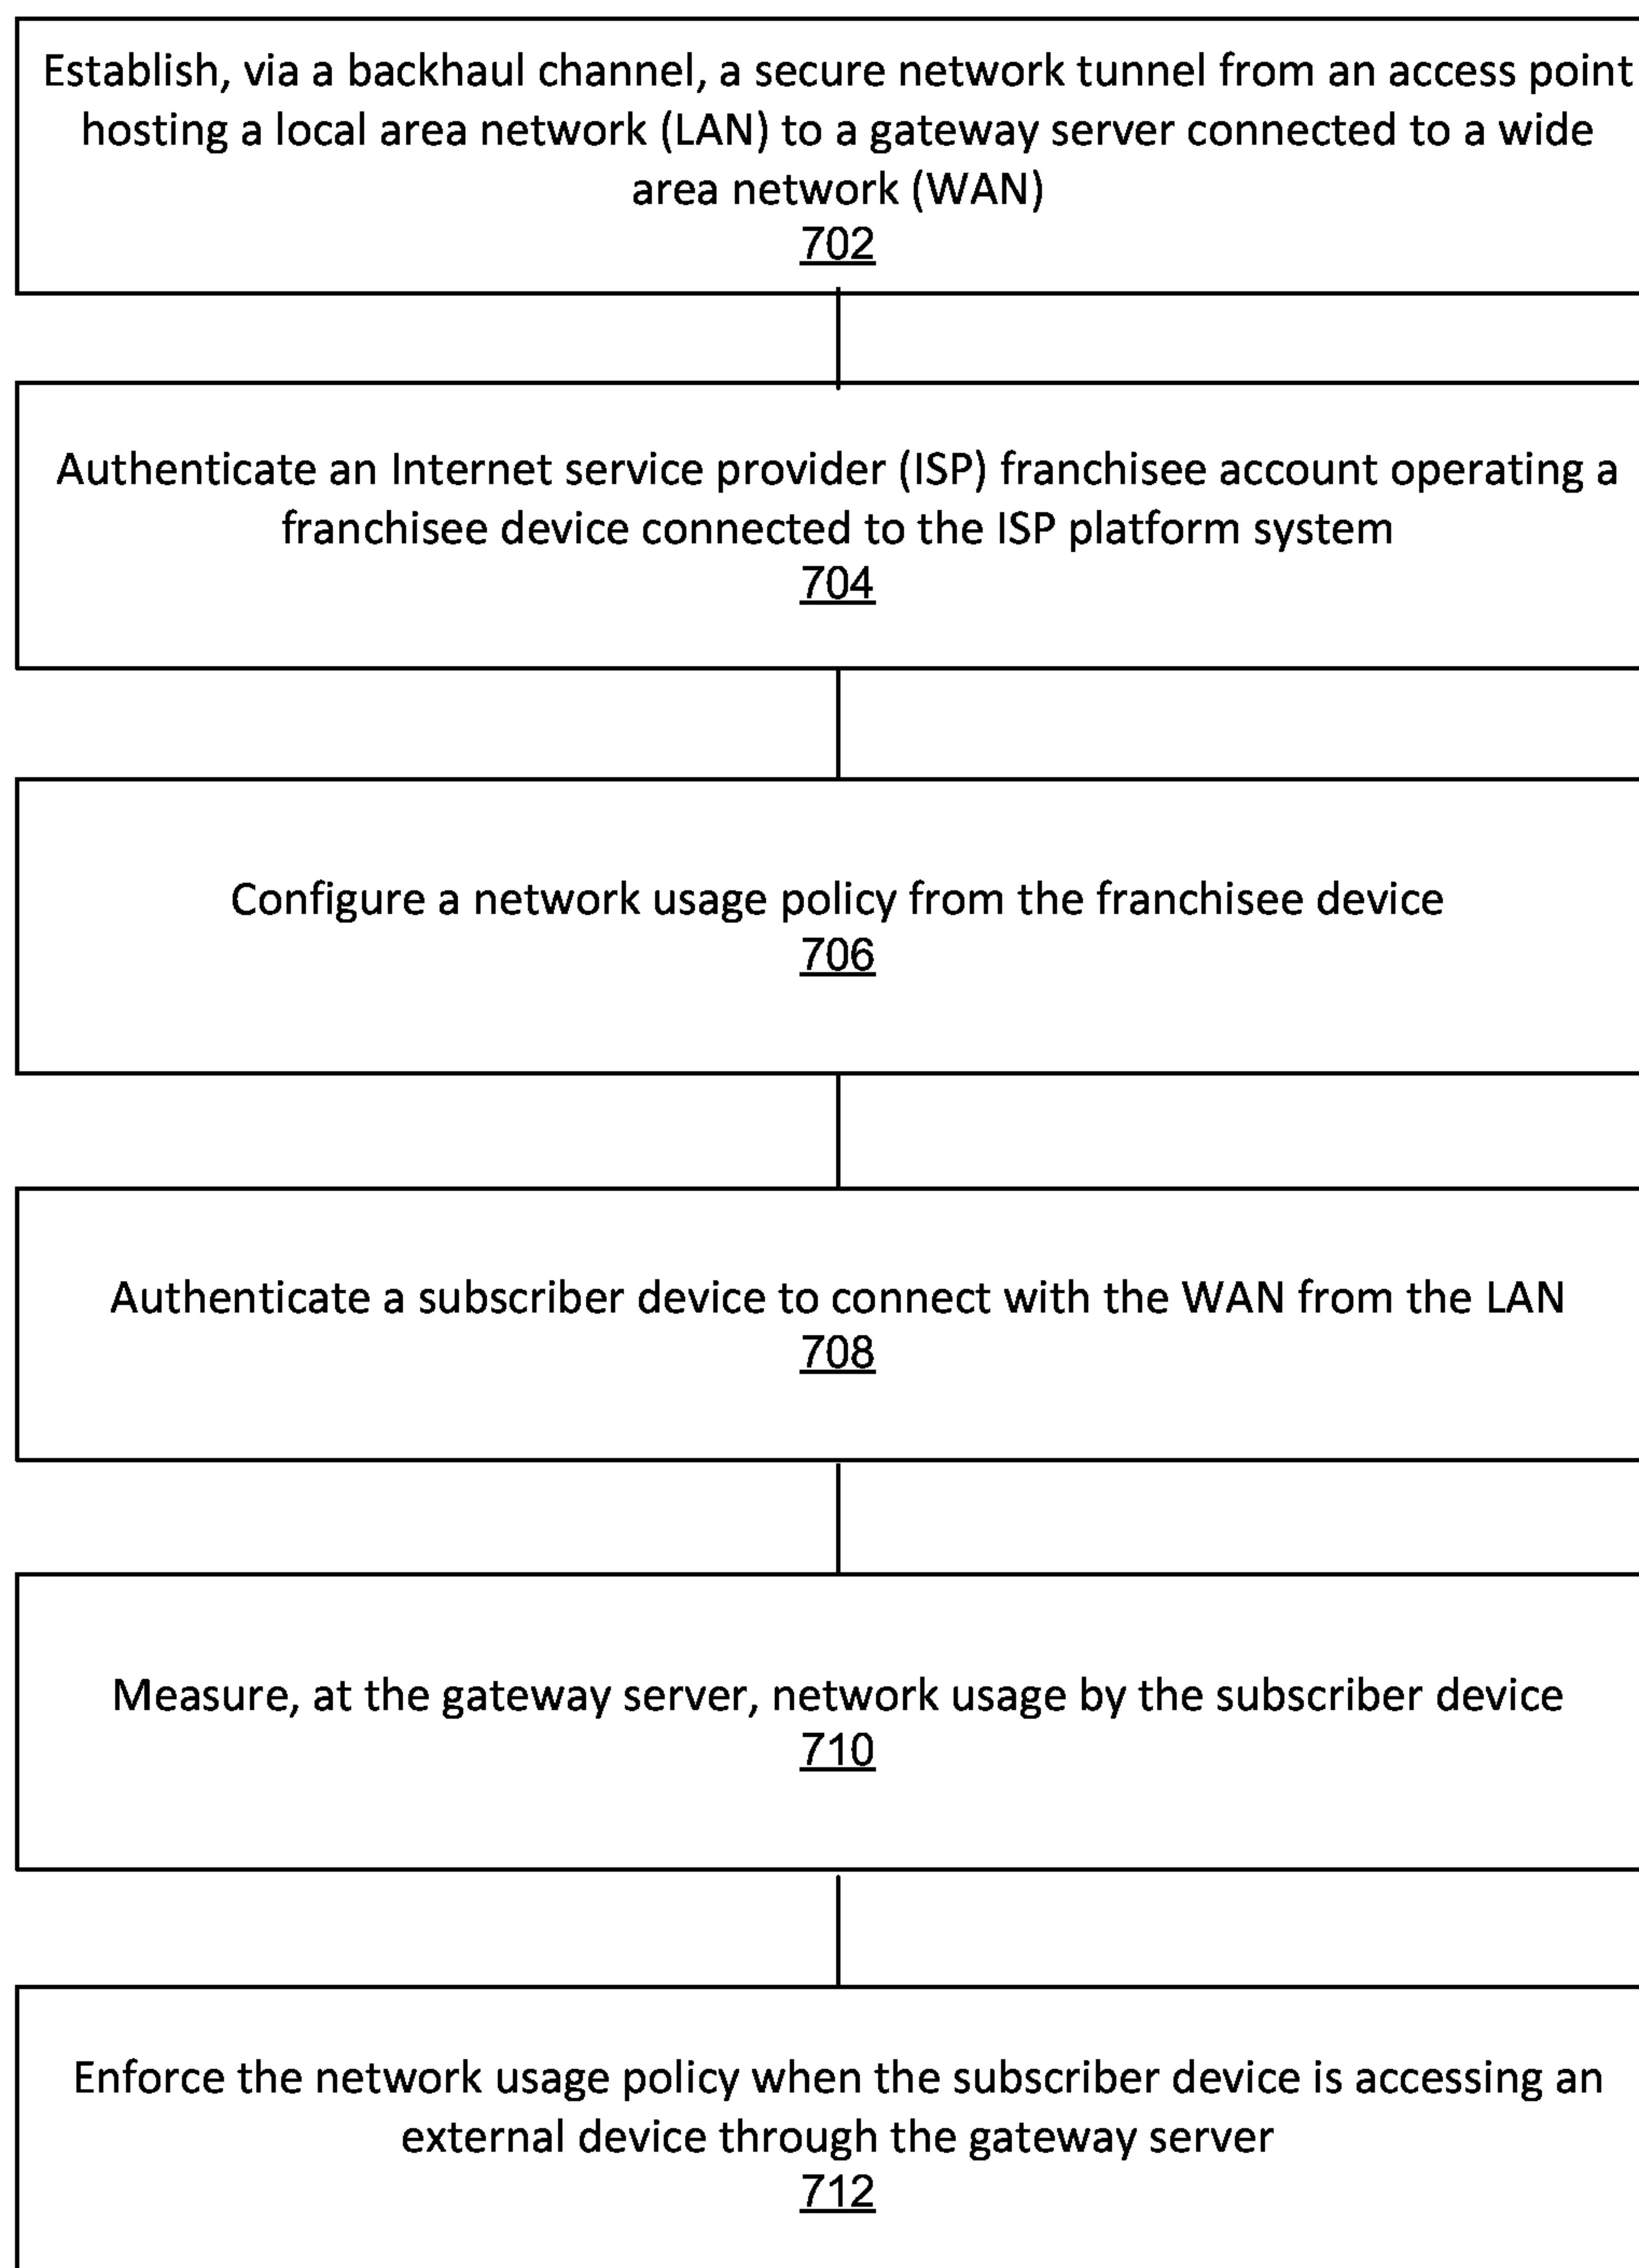 Establish, via a backhaul channel, a secure network tunnel from an access point
hosting a local area network (LAN) to a gateway server connected to a wide
area network (WAN)
702
Authenticate an Internet service provider (ISP) franchisee account operating a
franchisee device connected to the ISP platform system
704
Configure a network usage policy from the franchisee device
706
Authenticate a subscriber device to connect with the WAN from the LAN
708
Measure, at the gateway server, network usage by the subscriber device
710
Enforce the network usage policy when the subscriber device is accessing an
external device through the gateway server
712